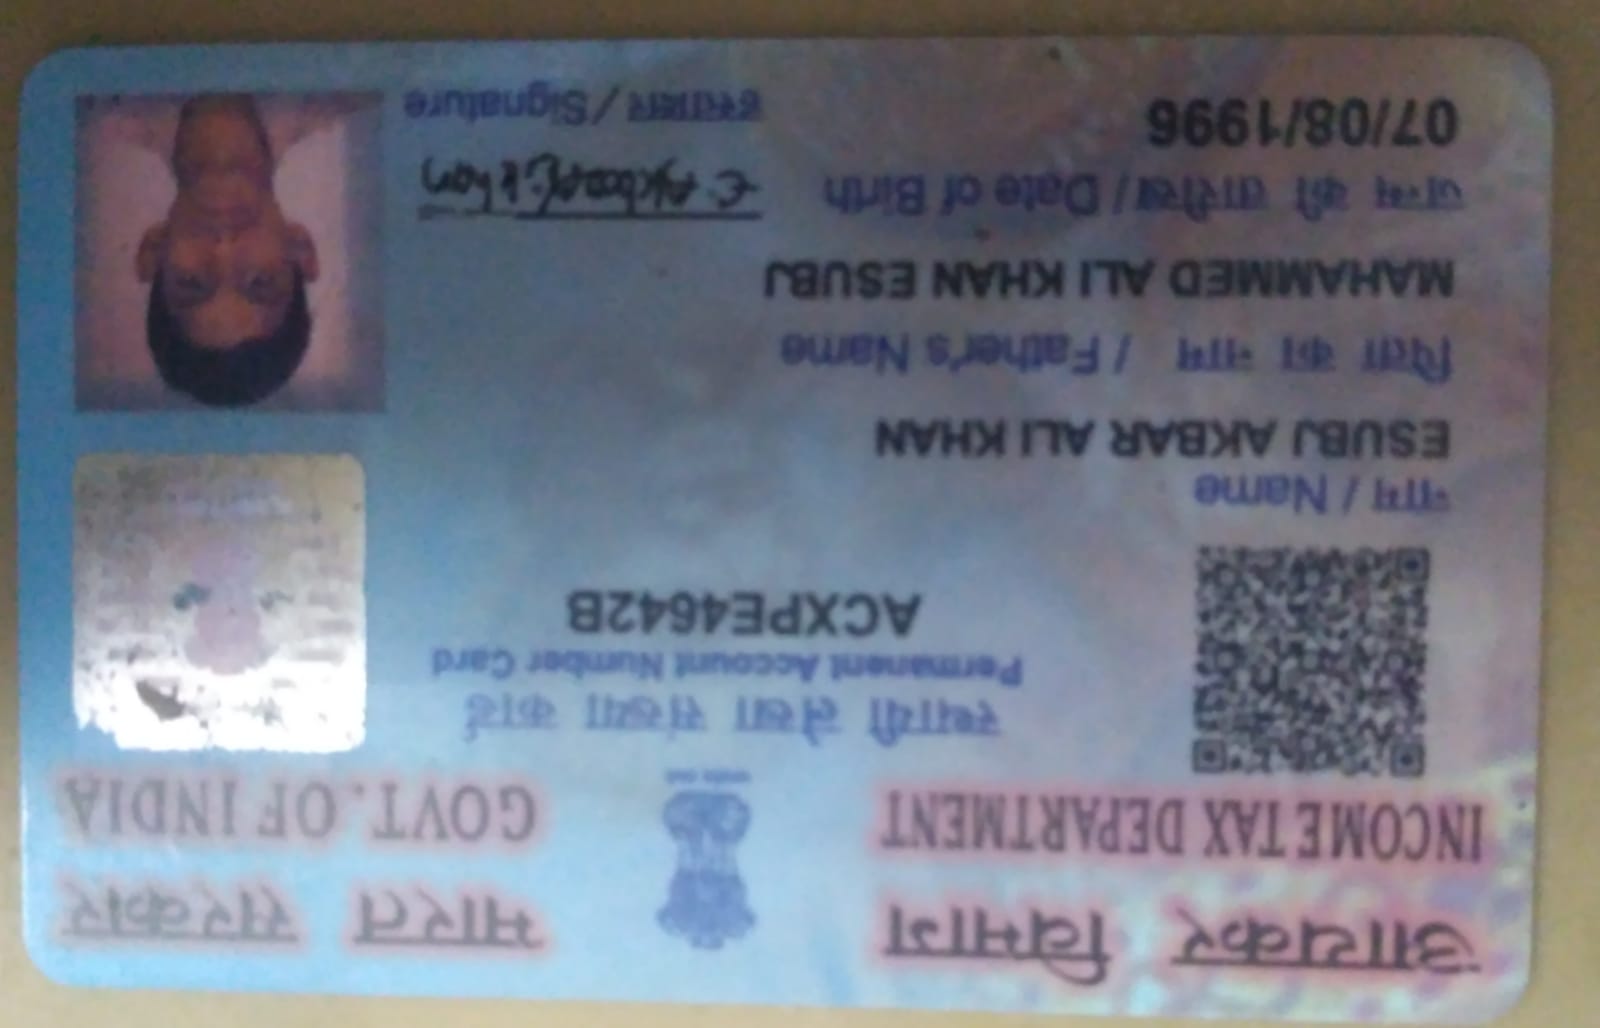 आयकर विभाग
INCOME TAX DEPARTMENT
भारत सरकार
GOVT. OF INDIA
स्थायी लेखा संख्या कार्ड
Permanent Account Number Card
ACXPE4642B
नाम / Name
ESUBJ AKBAR ALI KHAN
पिता का नाम / Father's Name
MAHAMMED ALI KHAN ESUBJ
जन्म की तारीख / Date of Birth
07/08/1996
हस्ताक्षर / Signature